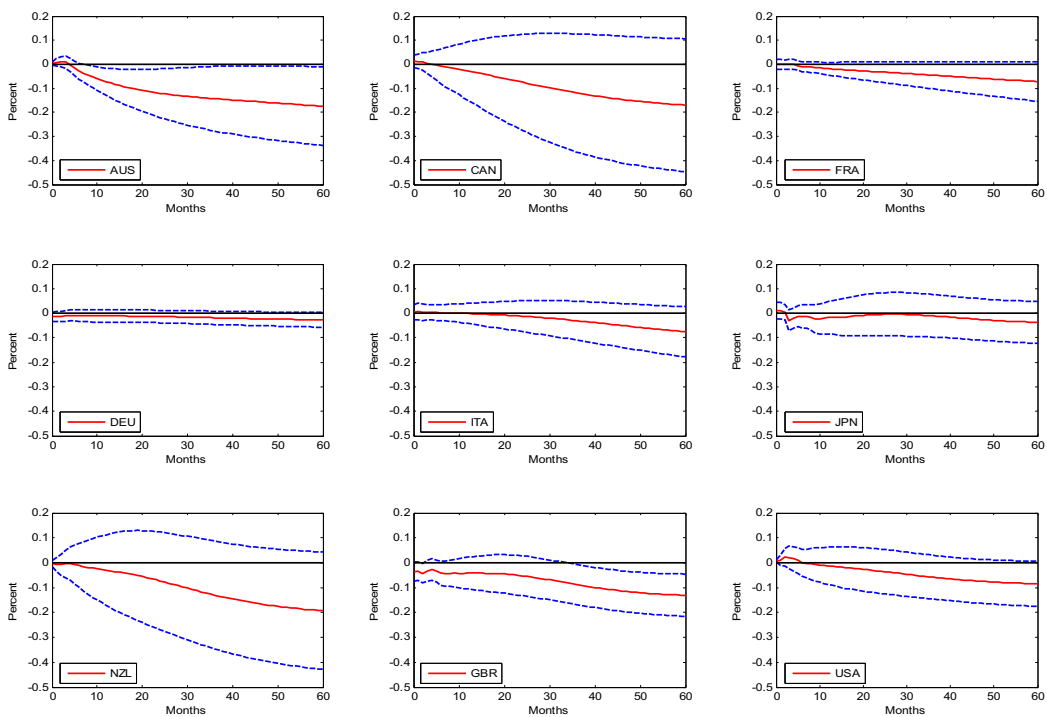 0.2 0.2 0.2
0.1 0.1 0.1
0 0 0
-0.1 -0.1 -0.1
-0.2 -0.2 -0.2
-0.3 -0.3 -0.3
-0.4 -0.4 -0.4
-0.5 -0.5 -0.5
Percent Percent Percent
AUS CAN FRA
0 10 20 30 40 50 60 0 10 20 30 40 50 60 0 10 20 30 40 50 60
Months Months Months
0.2 0.2 0.2
0.1 0.1 0.1
0 0 0
-0.1 -0.1 -0.1
-0.2 -0.2 -0.2
-0.3 -0.3 -0.3
-0.4 -0.4 -0.4
-0.5 -0.5 -0.5
Percent Percent Percent
DEU ITA JPN
0 10 20 30 40 50 60 0 10 20 30 40 50 60 0 10 20 30 40 50 60
Months Months Months
0.2 0.2 0.2
0.1 0.1 0.1
0 0 0
-0.1 -0.1 -0.1
-0.2 -0.2 -0.2
-0.3 -0.3 -0.3
-0.4 -0.4 -0.4
-0.5 -0.5 -0.5
Percent Percent Percent
NZL GBR USA
0 10 20 30 40 50 60 0 10 20 30 40 50 60 0 10 20 30 40 50 60
Months Months Months